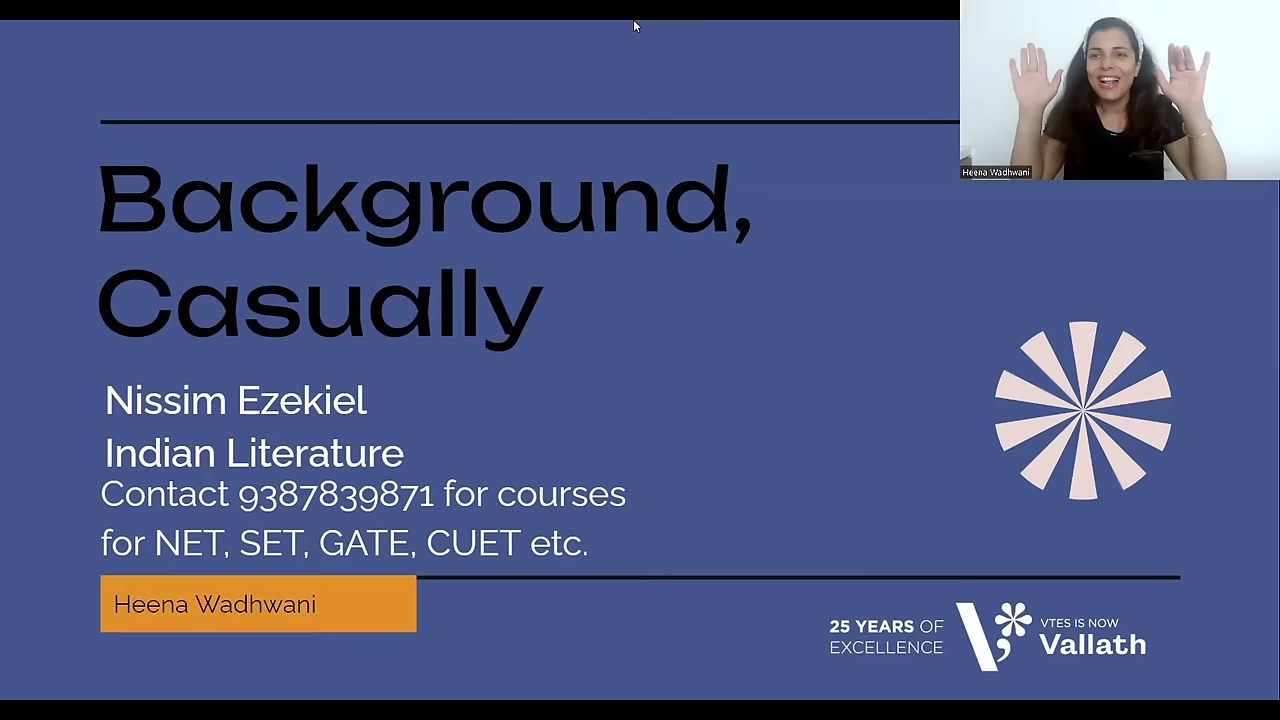 Heena Wadhwani
Background,
Casually
Nissim Ezekiel
Indian Literature
Contact 9387839871 for courses
for NET, SET, GATE, CUET etc.
Heena Wadhwani
25 YEARS OF
EXCELLENCE
VTES IS NOW
Vallath